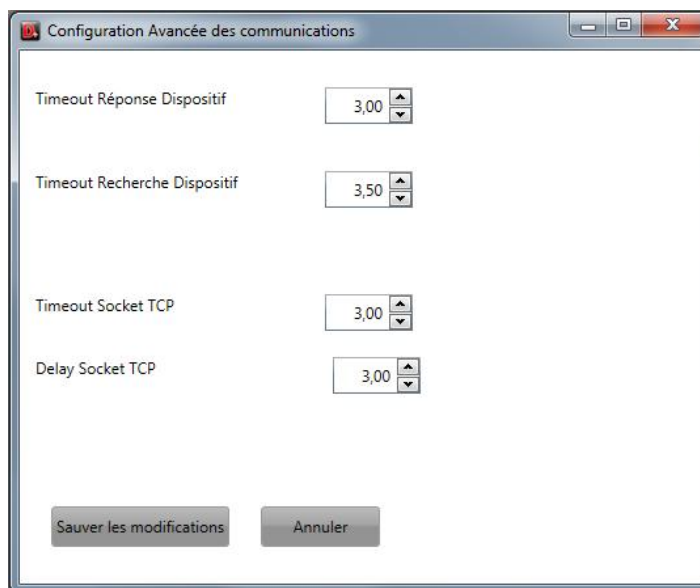 Configuration Avancée des communications
Timeout Réponse Dispositif 3,00
Timeout Recherche Dispositif 3,50
Timeout Socket TCP 3,00
Delay Socket TCP 3,00
Sauver les modifications Annuler